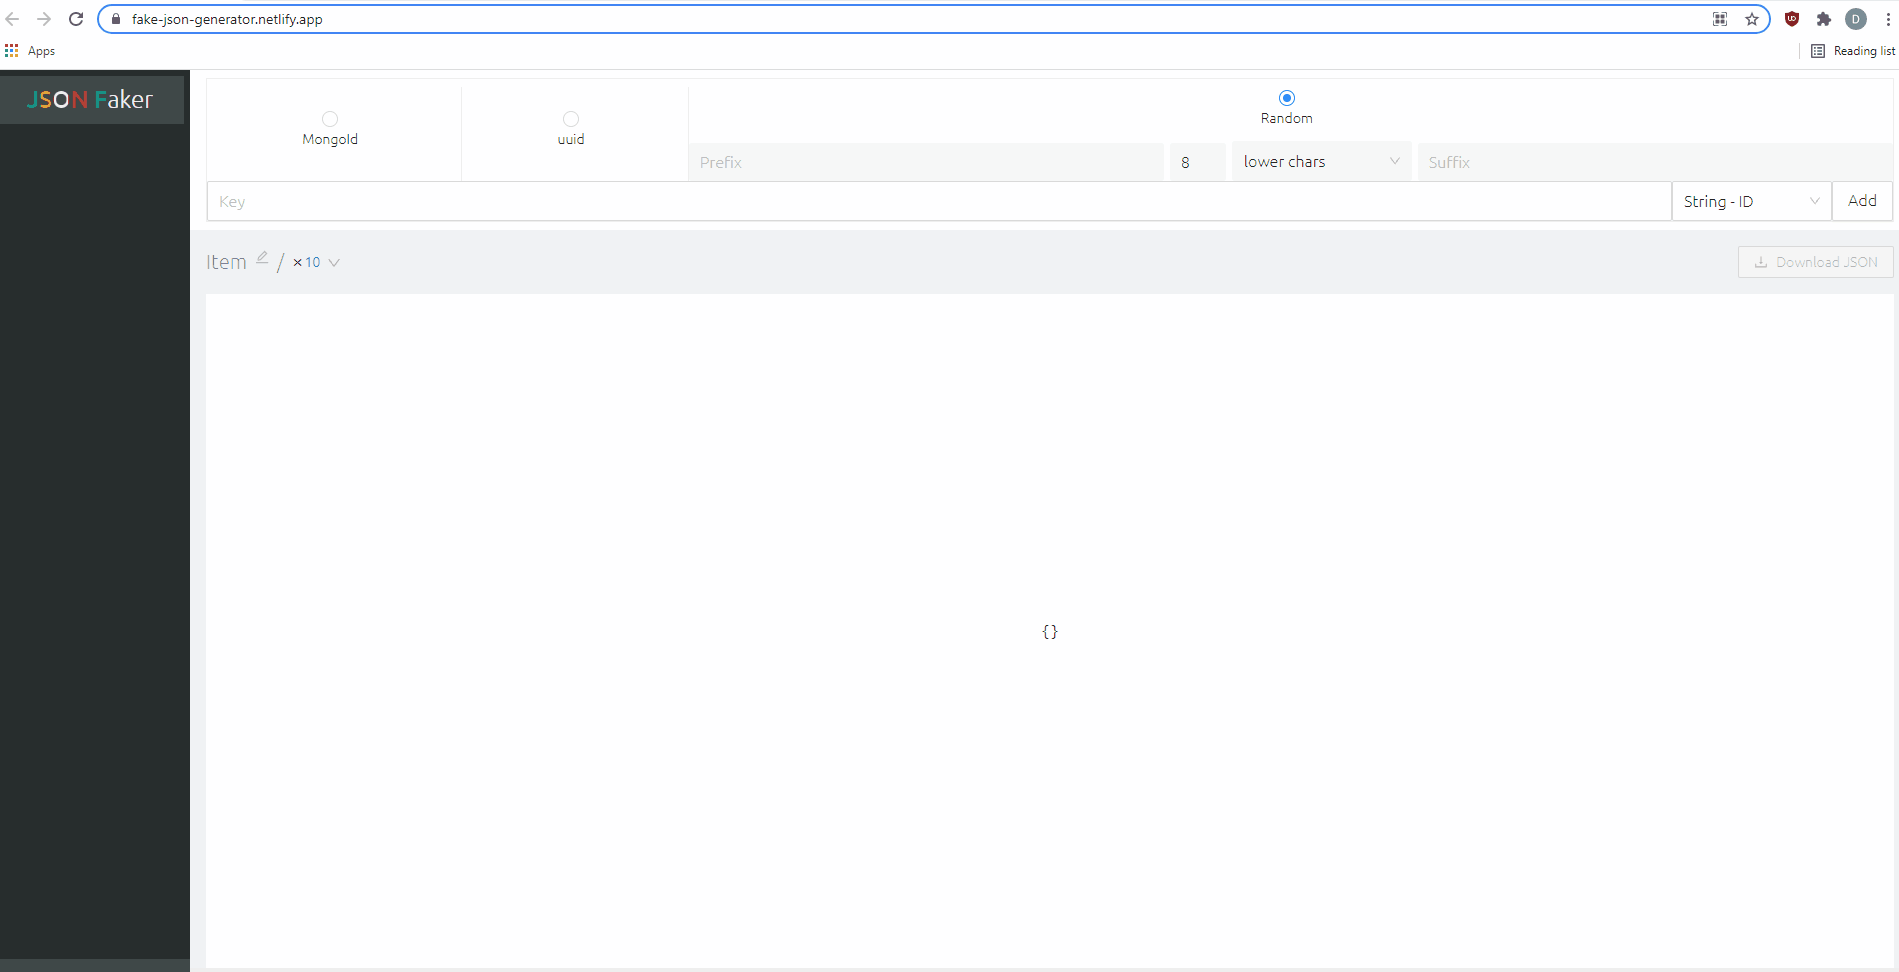 fake-json-generator.netlify.app
D
Apps
Reading list
JSON Faker
MongoId
uuid
Random
Prefix
8
lower chars
Suffix
Key
String - ID
Add
Item / ×10
Download JSON
{}